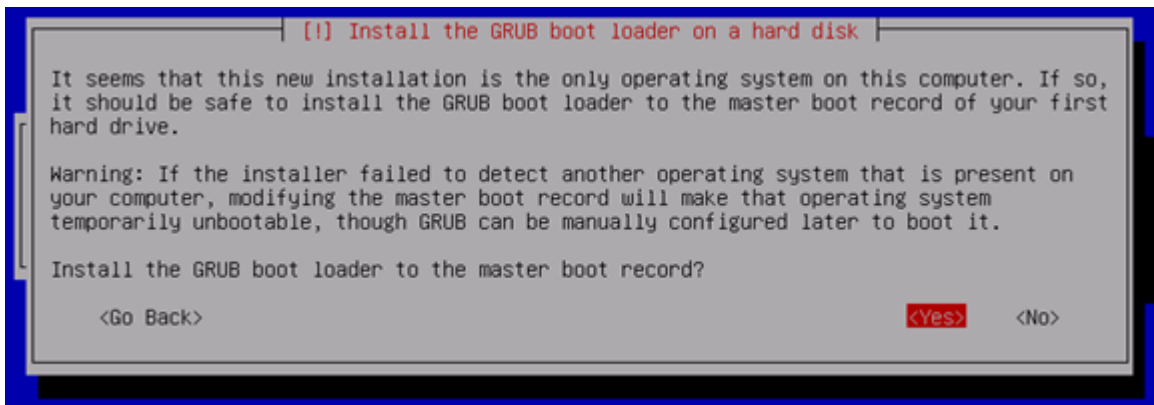 [!] Install the GRUB boot loader on a hard disk
It seems that this new installation is the only operating system on this computer. If so,
it should be safe to install the GRUB boot loader to the master boot record of your first
hard drive.
Warning: If the installer failed to detect another operating system that is present on
your computer, modifying the master boot record will make that operating system
temporarily unbootable, though GRUB can be manually configured later to boot it.
Install the GRUB boot loader to the master boot record?
<Go Back> <Yes> <No>